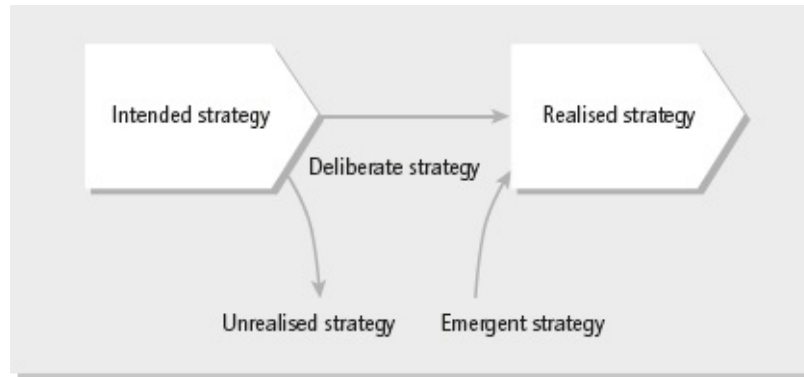 Intended strategy
Realised strategy
Deliberate strategy
Unrealised strategy
Emergent strategy